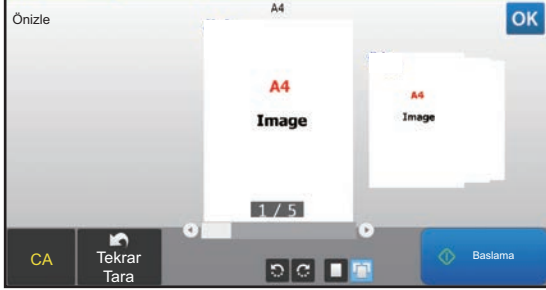 A4
Önizle
OK
A4
Image
A4
Image
1 / 5
CA
Tekrar
Tara
Baslama